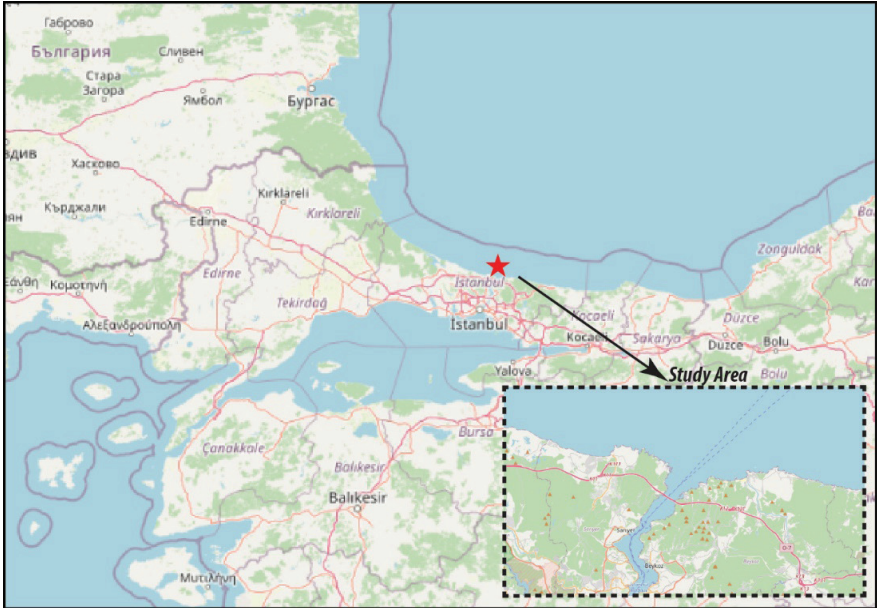 Габрово
България
Сливен
Стара
Загора
Ямбол
Бургас
вдив
Хасково
Kırklareli
Kırklareli
Кърджали
Edirne
Zonguldak
Edirne
İstanbul
Κομοτηνή
Tekirdağ
Kocaeli
Düzce
Αλεξανδρούπολη
İstanbul
Kocaeli
Sakarya
Düzce
Bolu
Yalova
Study Area
Bolu
Bursa
Çanakkale
Balıkesir
Balıkesir
Sarıyer
Beykoz
Μυτιλήνη